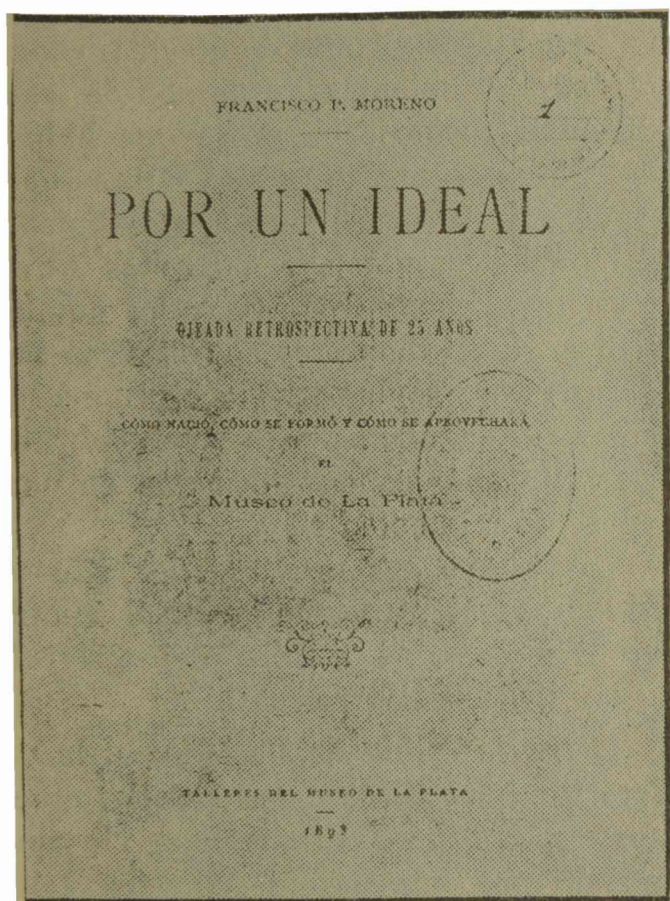 FRANCISCO P. MORENO
1
POR UN IDEAL
OJEADA RETROSPECTIVA DE 25 AÑOS
CÓMO NACIÓ, CÓMO SE FORMÓ Y CÓMO SE APROVECHARÁ
EL
Museo de La Plata
TALLERES DEL MUSEO DE LA PLATA
1893